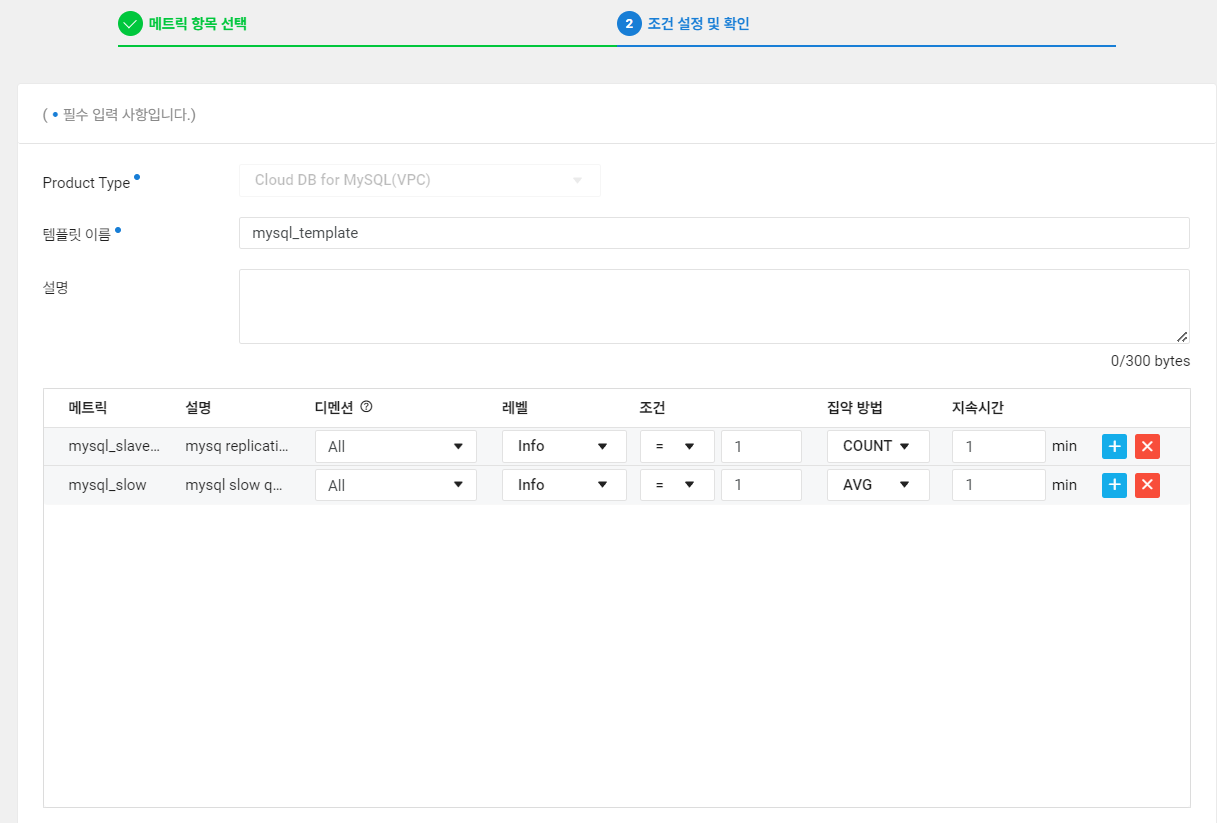 메트릭 항목 선택
2 조건 설정 및 확인
( • 필수 입력 사항입니다.)
Product Type • Cloud DB for MySQL(VPC)
템플릿 이름 • mysql_template
설명
0/300 bytes
메트릭 설명 디멘션 ? 레벨 조건 집약 방법 지속시간
mysql_slave... mysq replicati... All Info = 1 COUNT 1 min
mysql_slow mysql slow q... All Info = 1 AVG 1 min